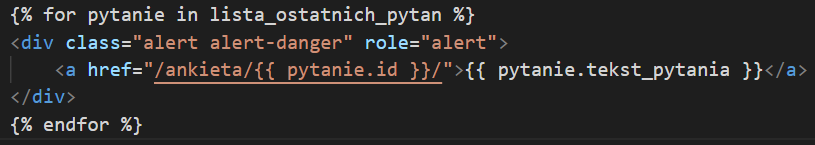 {% for pytanie in lista_ostatnich_pytan %}
<div class="alert alert-danger" role="alert">
    <a href="/ankieta/{{ pytanie.id }}/">{{ pytanie.tekst_pytania }}</a>
</div>
{% endfor %}